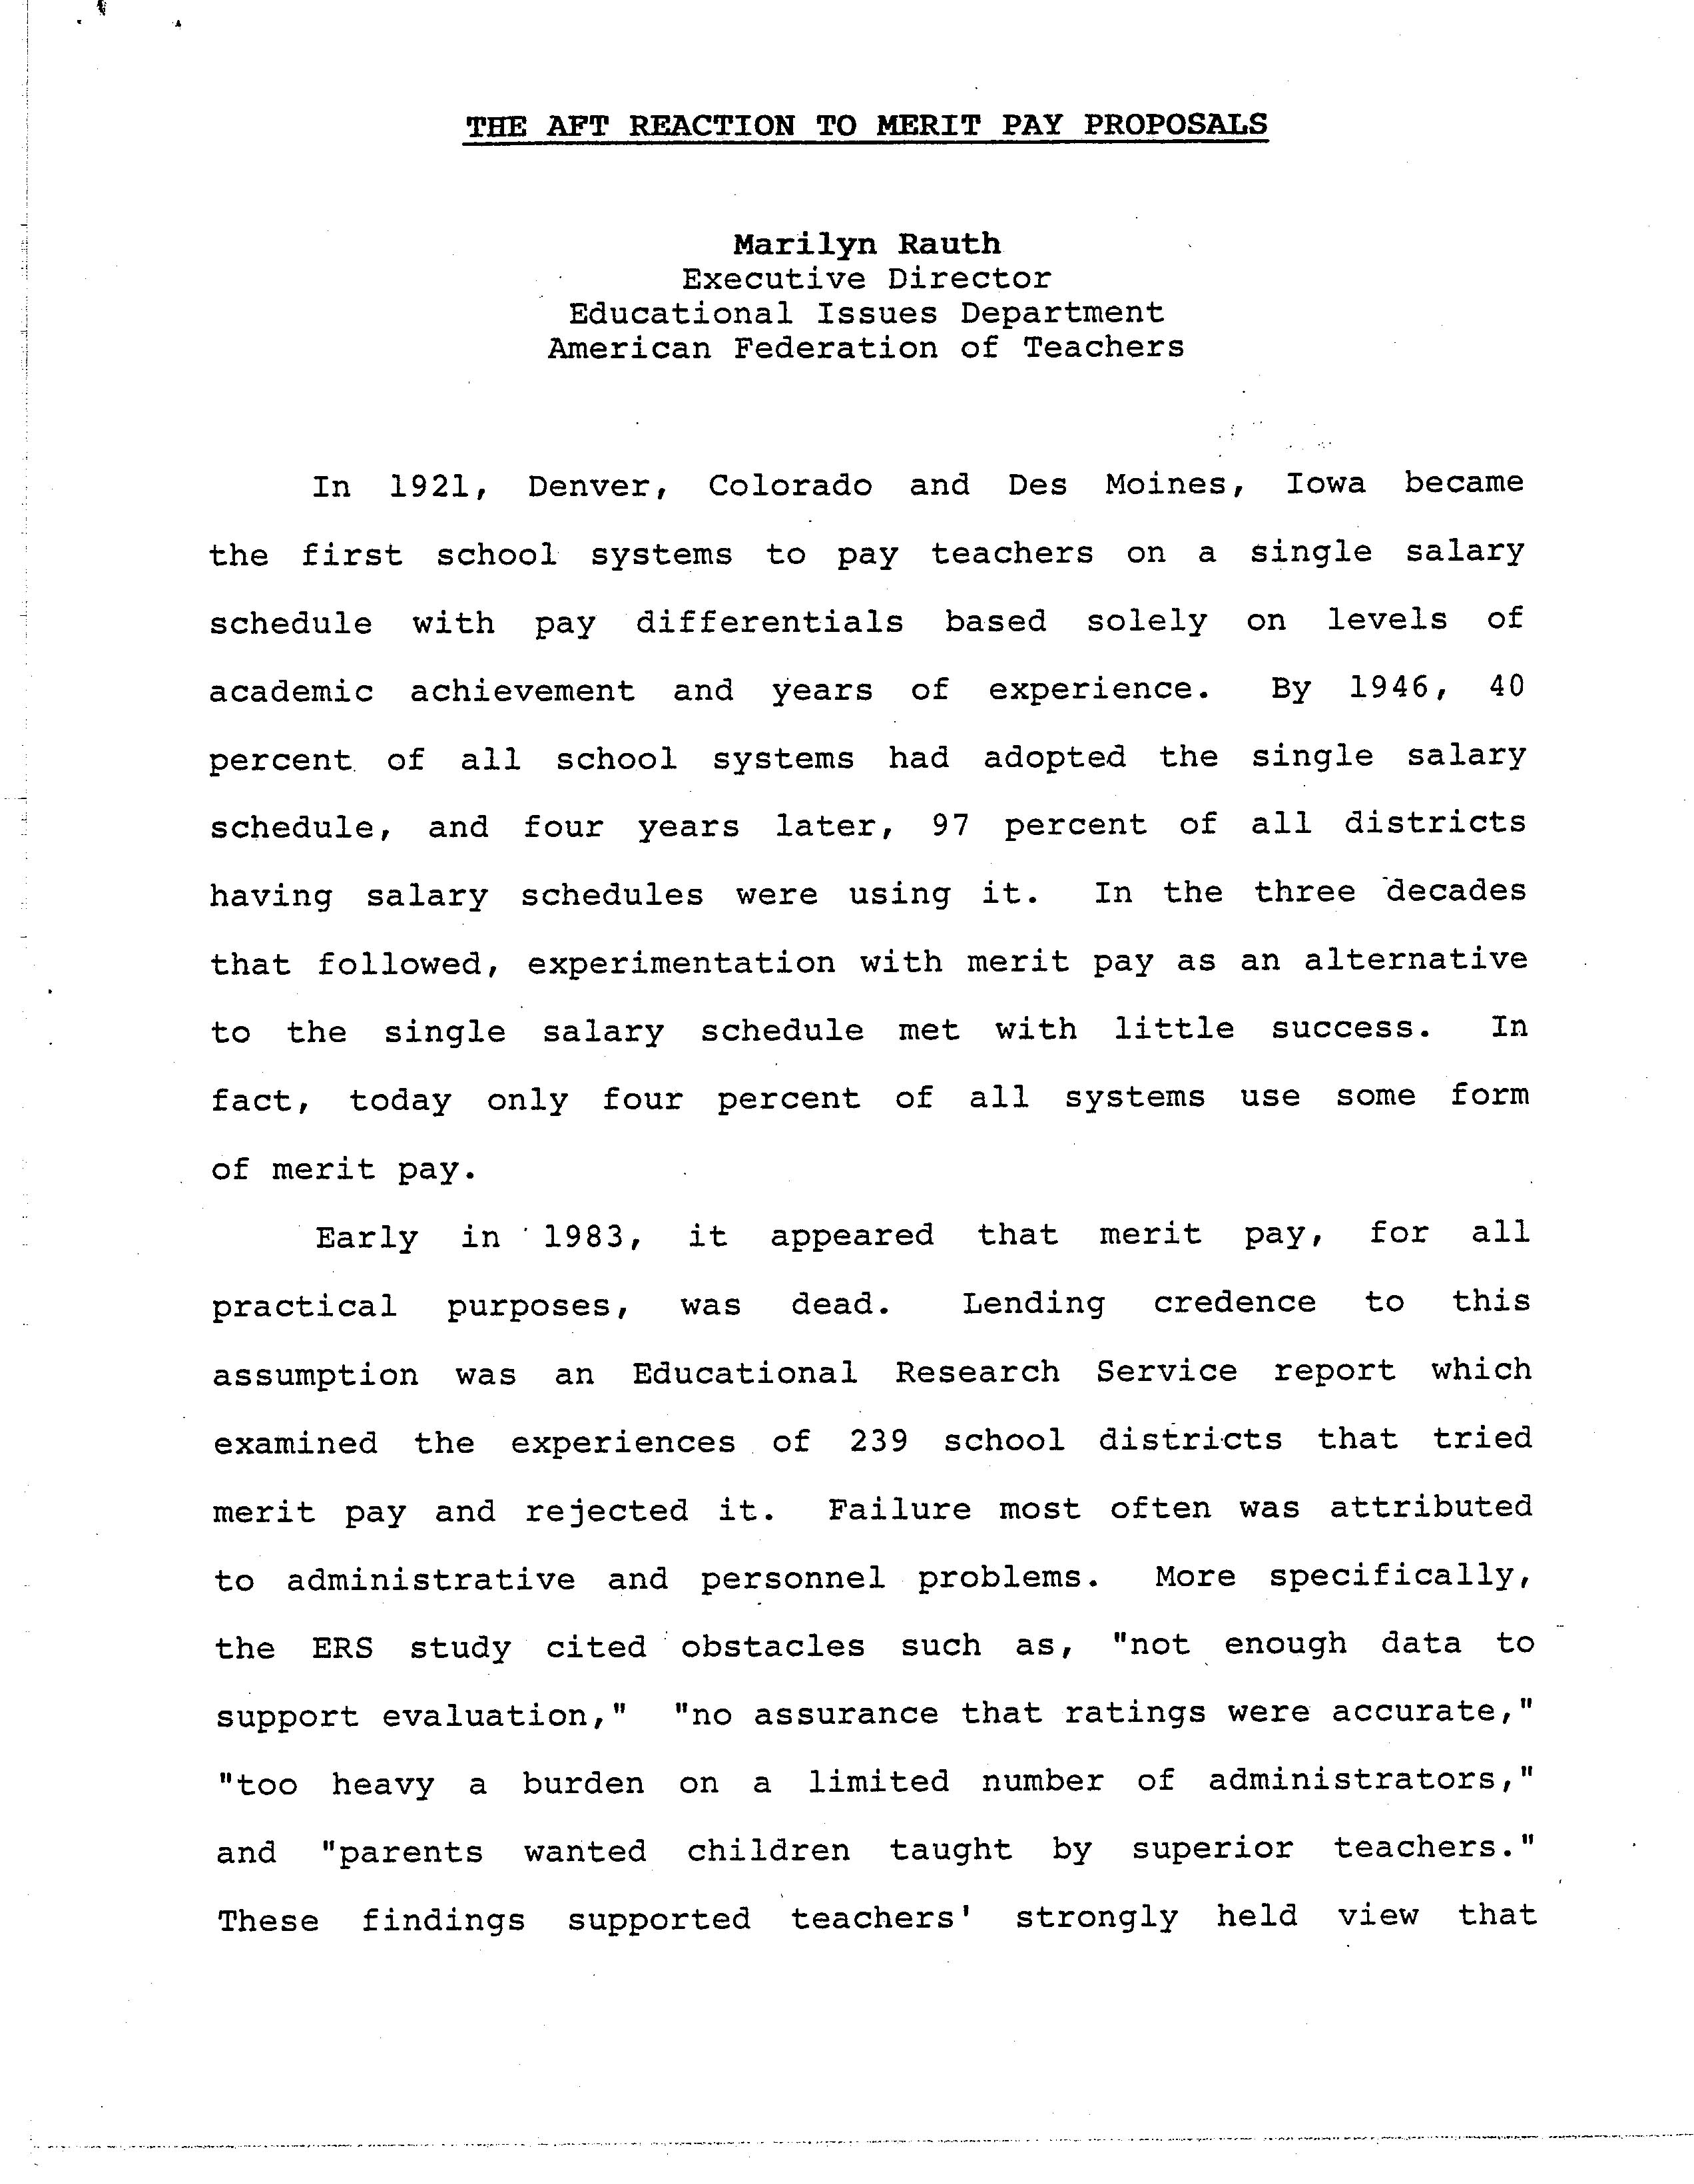 THE AFT REACTION TO MERIT PAY PROPOSALS
Marilyn Rauth
Executive Director
Educational Issues Department
American Federation of Teachers
In 1921, Denver, Colorado and Des Moines, Iowa became
the first school systems to pay teachers on a single salary
schedule with pay differentials based solely on levels of
academic achievement and years of experience. By 1946, 40
percent of all school systems had adopted the single salary
schedule, and four years later, 97 percent of all districts
having salary schedules were using it. In the three decades
that followed, experimentation with merit pay as an alternative
to the single salary schedule met with little success. In
fact, today only four percent of all systems use some form
of merit pay.
Early in 1983, it appeared that merit pay, for all
practical purposes, was dead. Lending credence to this
assumption was an Educational Research Service report which
examined the experiences of 239 school districts that tried
merit pay and rejected it. Failure most often was attributed
to administrative and personnel problems. More specifically,
the ERS study cited obstacles such as, "not enough data to
support evaluation," "no assurance that ratings were accurate,"
"too heavy a burden on a limited number of administrators,"
and "parents wanted children taught by superior teachers."
These findings supported teachers' strongly held view that